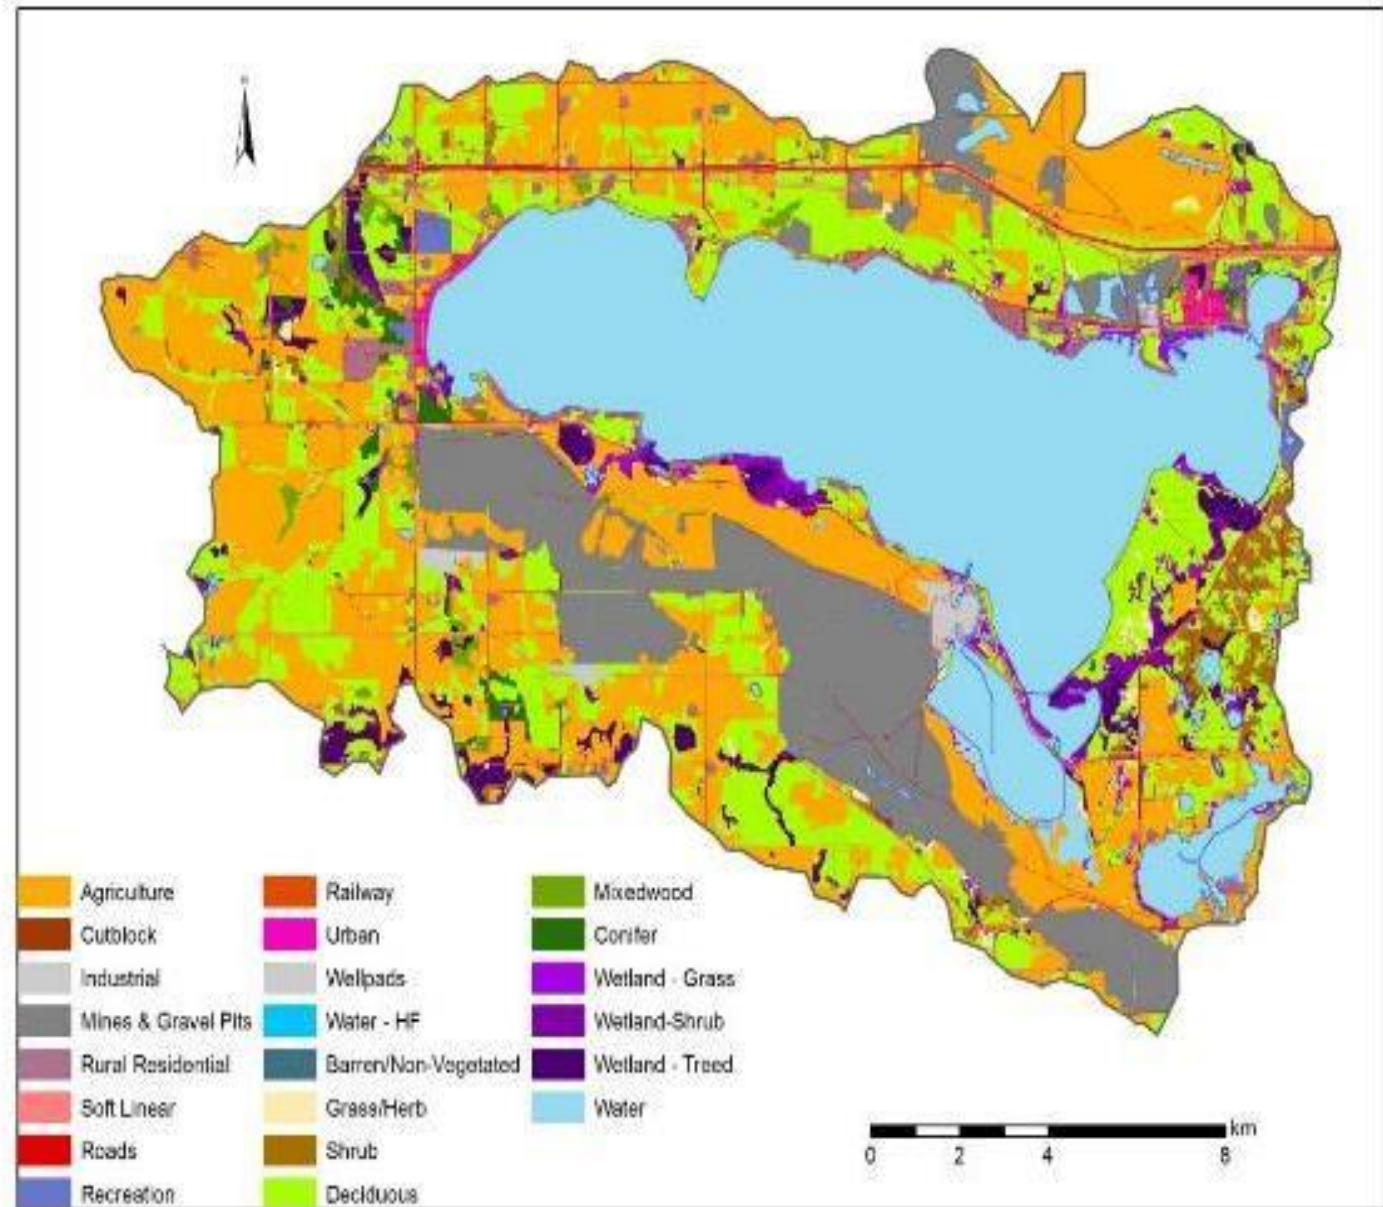 Agriculture
Cutblock
Industrial
Mines & Gravel Pits
Rural Residential
Soft Linear
Roads
Recreation
Railway
Urban
Wellpads
Water - HF
Barren/Non-Vegetated
Grass/Herb
Shrub
Deciduous
Mixedwood
Conifer
Wetland - Grass
Wetland-Shrub
Wetland - Treed
Water
km
0 2 4 8